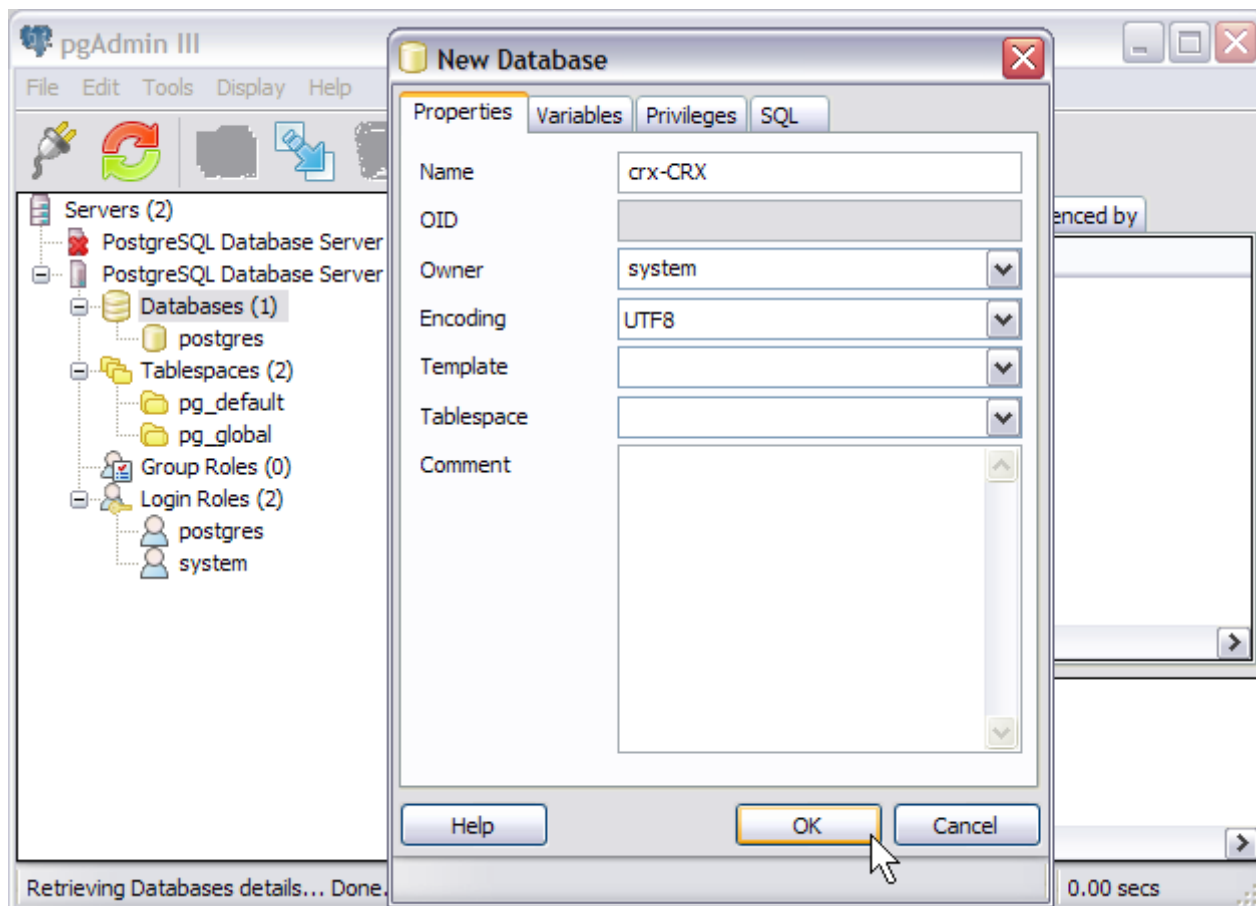 pgAdmin III
File Edit Tools Display Help
Servers (2)
PostgreSQL Database Server
PostgreSQL Database Server
Databases (1)
postgres
Tablespaces (2)
pg_default
pg_global
Group Roles (0)
Login Roles (2)
postgres
system
New Database
Properties Variables Privileges SQL
Name crx-CRX
OID
Owner system
Encoding UTF8
Template
Tablespace
Comment
Help OK Cancel
enced by
Retrieving Databases details... Done.
0.00 secs